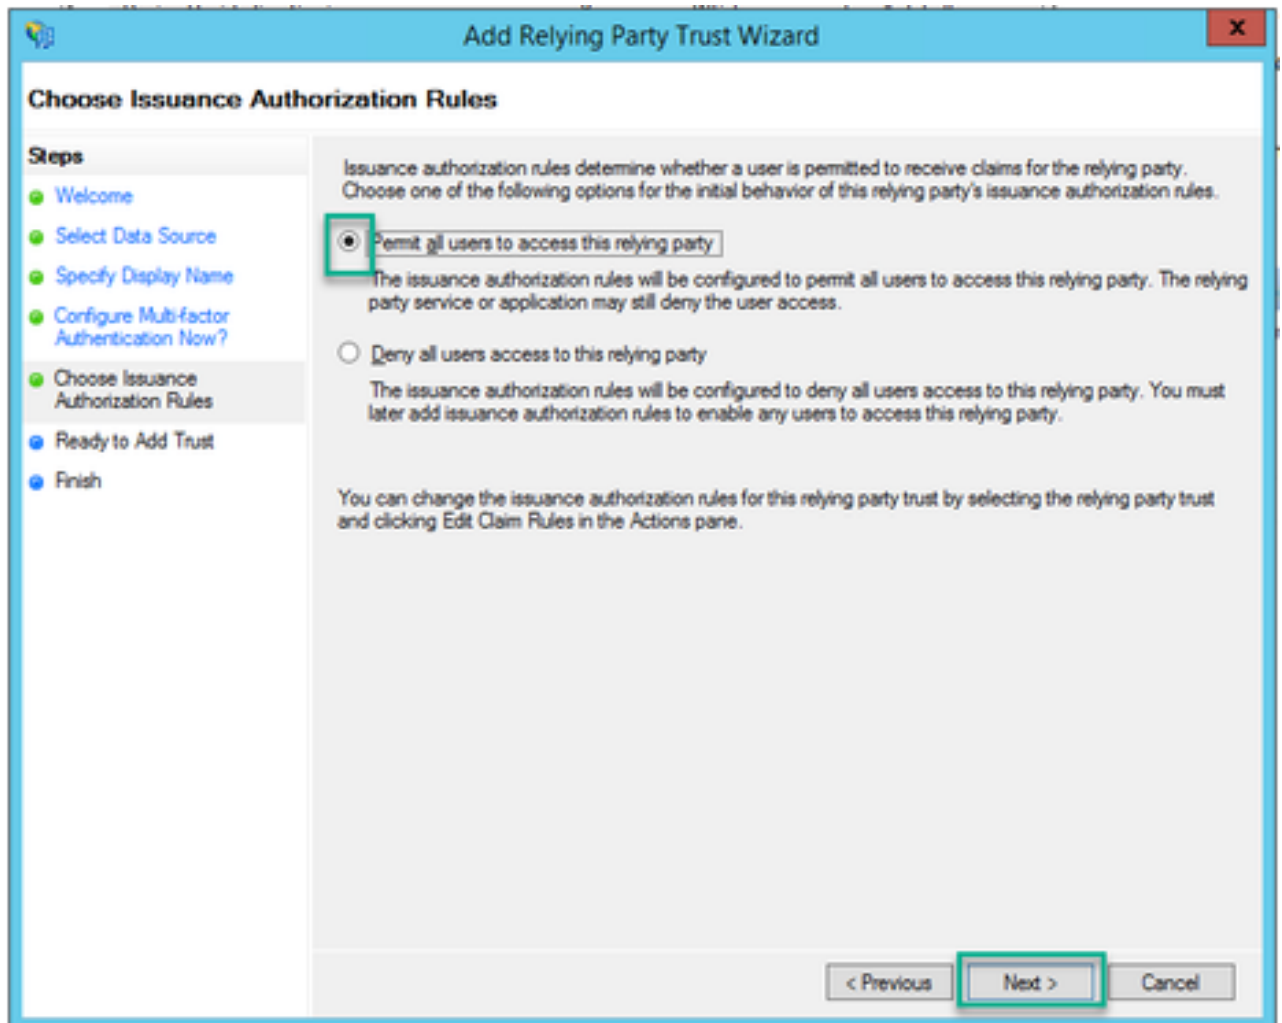 Add Relying Party Trust Wizard
x
Choose Issuance Authorization Rules
Steps
Welcome
Select Data Source
Specify Display Name
Configure Multi-factor
Authentication Now?
Choose Issuance
Authorization Rules
Ready to Add Trust
Finish
Issuance authorization rules determine whether a user is permitted to receive claims for the relying party.
Choose one of the following options for the initial behavior of this relying party's issuance authorization rules.
Permit all users to access this relying party
The issuance authorization rules will be configured to permit all users to access this relying party. The relying
party service or application may still deny the user access.
Deny all users access to this relying party
The issuance authorization rules will be configured to deny all users access to this relying party. You must
later add issuance authorization rules to enable any users to access this relying party.
You can change the issuance authorization rules for this relying party trust by selecting the relying party trust
and clicking Edit Claim Rules in the Actions pane.
< Previous
Next >
Cancel